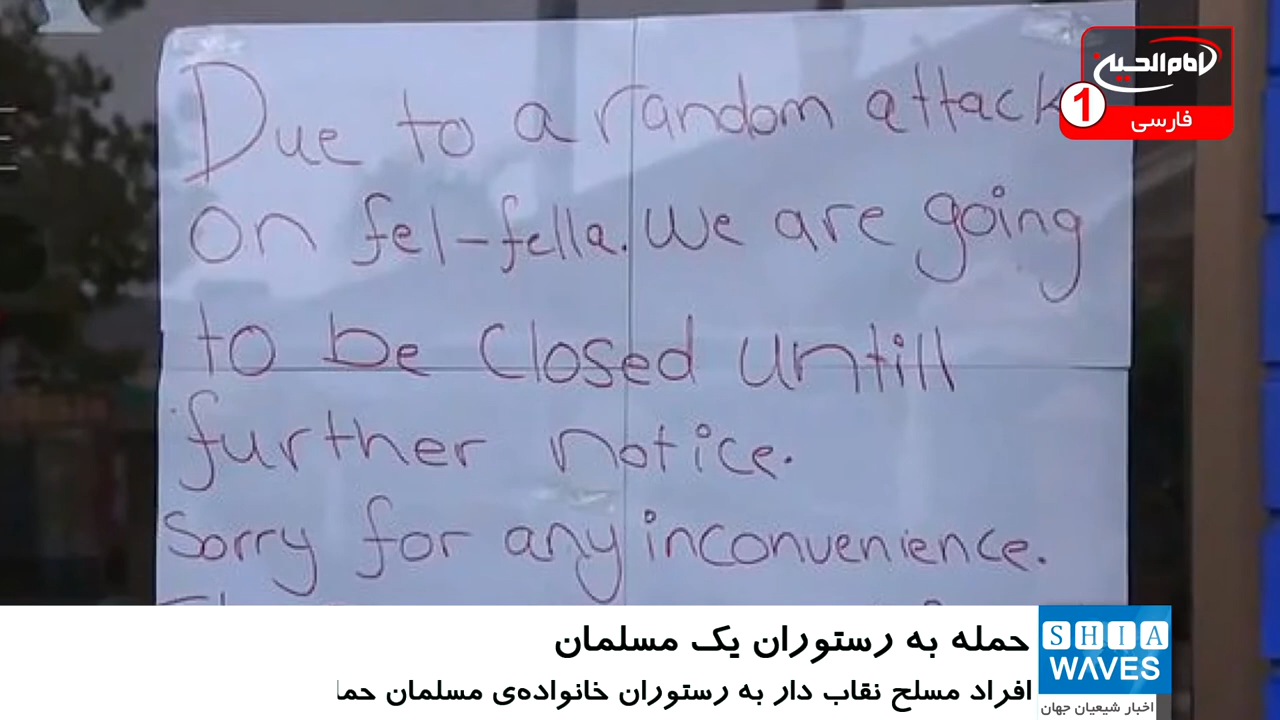 Due to a random attack
on fel-fella. We are going
to be closed untill
further notice.
Sorry for any inconvenience.
امام الحسین
1
فارسی
حمله به رستوران یک مسلمان
افراد مسلح نقاب دار به رستوران خانواده‌ی مسلمان حما
SHIA
WAVES
اخبار شیعیان جهان